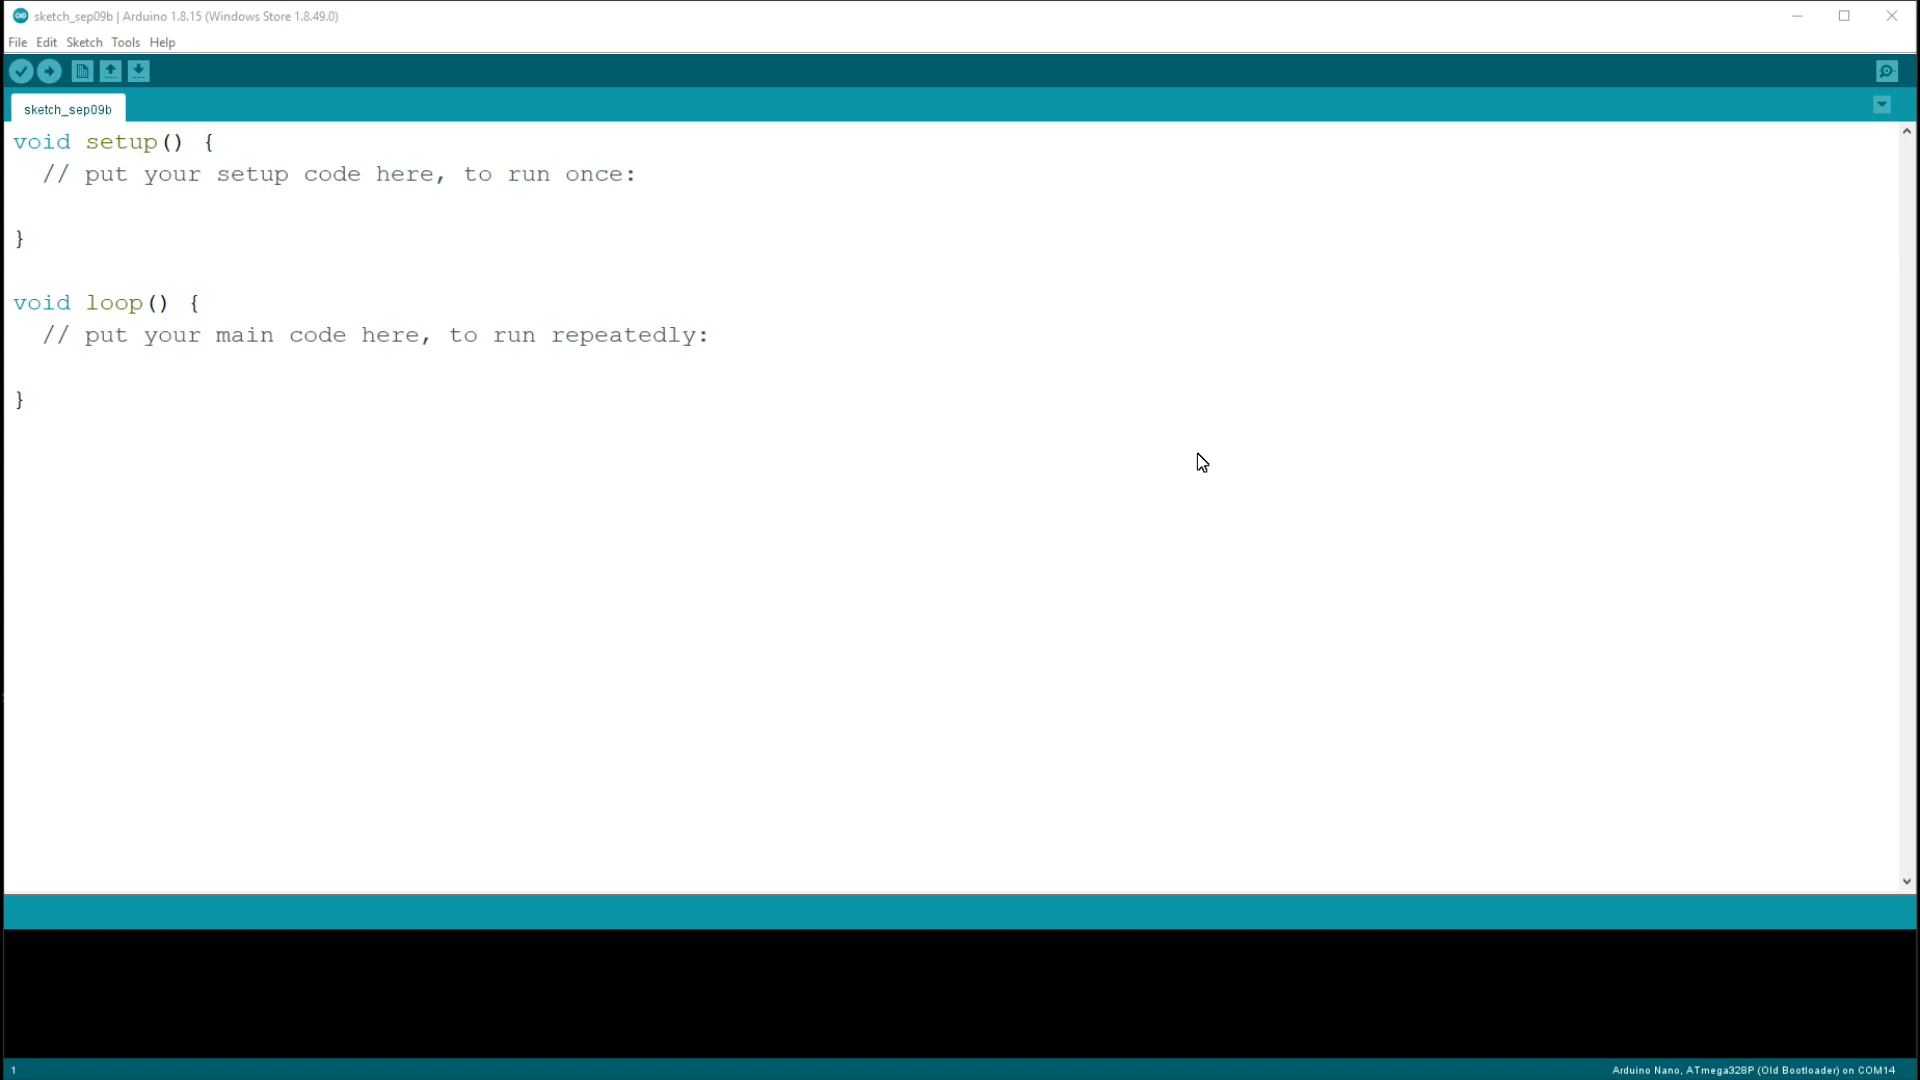 sketch_sep09b | Arduino 1.8.15 (Windows Store 1.8.49.0)
File Edit Sketch Tools Help
sketch_sep09b
void setup() {
  // put your setup code here, to run once:

}

void loop() {
  // put your main code here, to run repeatedly:

}
1
Arduino Nano, ATmega328P (Old Bootloader) on COM14